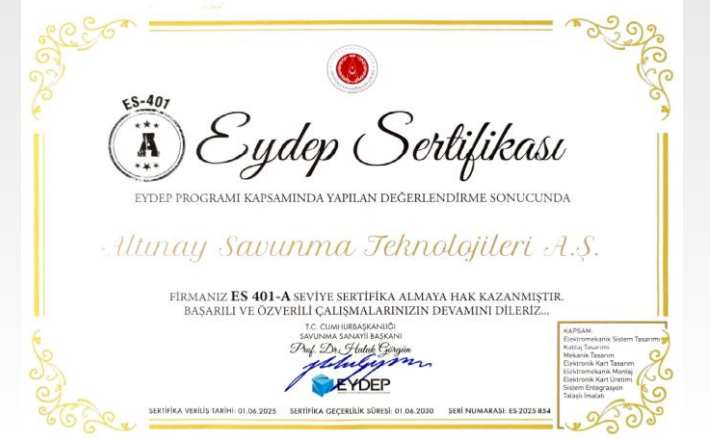 ES-401
A
Eydep Sertifikası
EYDEP PROGRAMI KAPSAMINDA YAPILAN DEĞERLENDİRME SONUCUNDA
Altınay Savunma Teknolojileri A.Ş.
FİRMANIZ ES 401-A SEVİYE SERTİFİKA ALMAYA HAK KAZANMIŞTIR.
BAŞARILI VE ÖZVERİLİ ÇALIŞMALARINIZIN DEVAMINI DİLERİZ...
T.C. CUMHURBAŞKANLIĞI
SAVUNMA SANAYİİ BAŞKANI
Prof. Dr. Haluk Görgün
EYDEP
KAPSAM:
Elektromekanik Sistem Tasarımı
Kablaj Tasarımı
Mekanik Tasarım
Elektronik Kart Tasarım
Elektromekanik Montaj
Elektronik Kart Üretimi
Sistem Entegrasyon
Talaşlı İmalatı
SERTİFİKA VERİLİŞ TARİHİ: 01.06.2025 SERTİFİKA GEÇERLİLİK SÜRESİ: 01.06.2030 SERİ NUMARASI: ES-2025-854